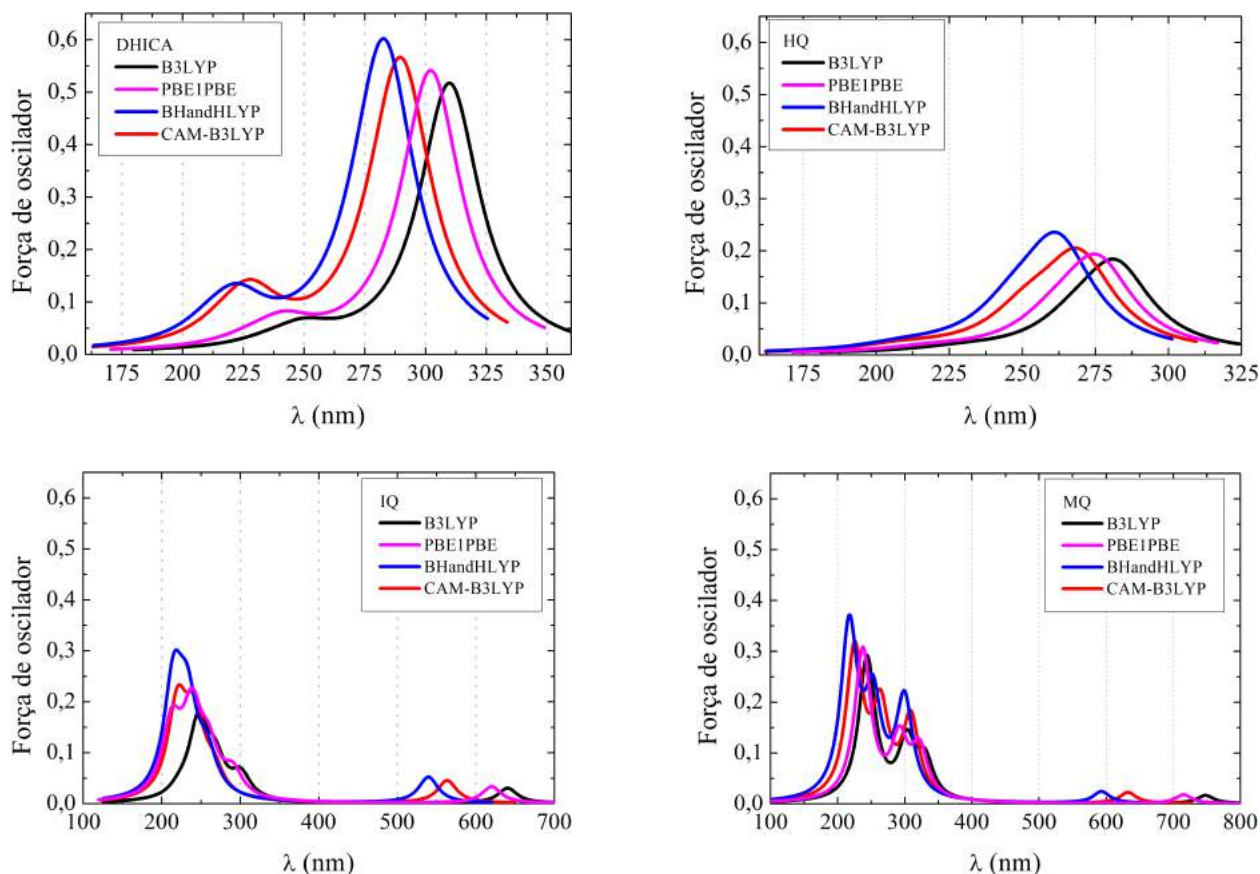 DHICA
B3LYP
PBE1PBE
BHandHLYP
CAM-B3LYP
Força de oscilador
0,6
0,5
0,4
0,3
0,2
0,1
0,0
175 200 225 250 275 300 325 350
λ (nm)
HQ
B3LYP
PBE1PBE
BHandHLYP
CAM-B3LYP
Força de oscilador
0,6
0,5
0,4
0,3
0,2
0,1
0,0
175 200 225 250 275 300 325
λ (nm)
IQ
B3LYP
PBE1PBE
BHandHLYP
CAM-B3LYP
Força de oscilador
0,6
0,5
0,4
0,3
0,2
0,1
0,0
100 200 300 400 500 600 700
λ (nm)
MQ
B3LYP
PBE1PBE
BHandHLYP
CAM-B3LYP
Força de oscilador
0,6
0,5
0,4
0,3
0,2
0,1
0,0
100 200 300 400 500 600 700 800
λ (nm)